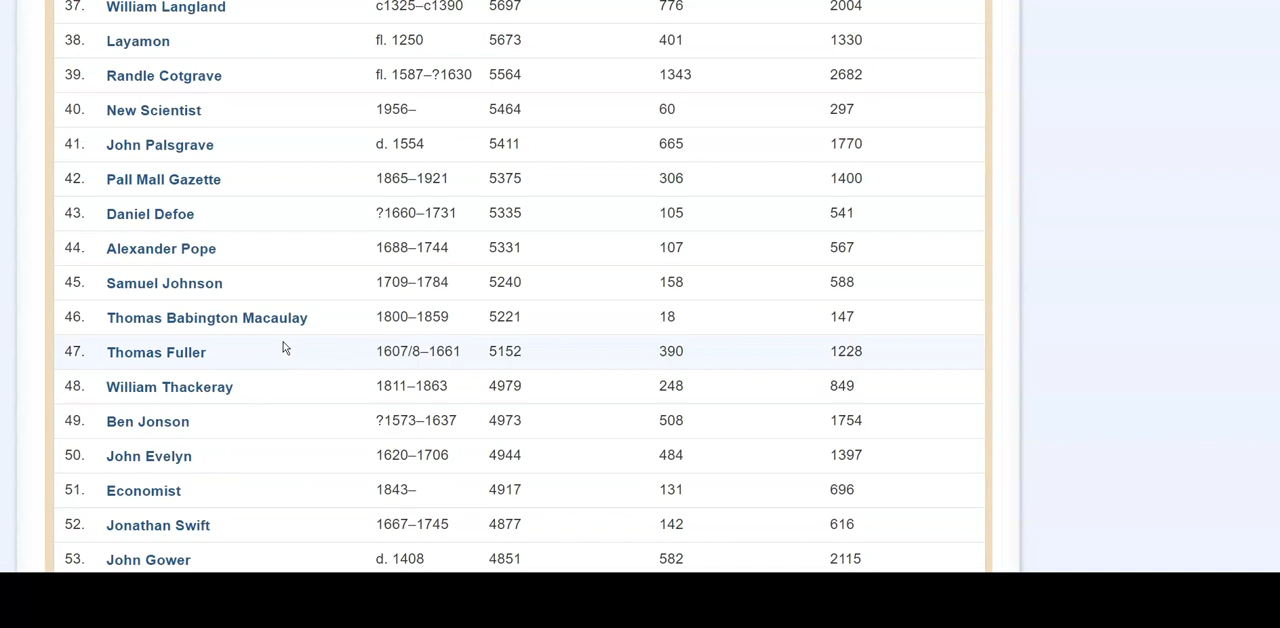 37. William Langland c1325–c1390 5697 776 2004
38. Layamon fl. 1250 5673 401 1330
39. Randle Cotgrave fl. 1587–?1630 5564 1343 2682
40. New Scientist 1956– 5464 60 297
41. John Palsgrave d. 1554 5411 665 1770
42. Pall Mall Gazette 1865–1921 5375 306 1400
43. Daniel Defoe ?1660–1731 5335 105 541
44. Alexander Pope 1688–1744 5331 107 567
45. Samuel Johnson 1709–1784 5240 158 588
46. Thomas Babington Macaulay 1800–1859 5221 18 147
47. Thomas Fuller 1607/8–1661 5152 390 1228
48. William Thackeray 1811–1863 4979 248 849
49. Ben Jonson ?1573–1637 4973 508 1754
50. John Evelyn 1620–1706 4944 484 1397
51. Economist 1843– 4917 131 696
52. Jonathan Swift 1667–1745 4877 142 616
53. John Gower d. 1408 4851 582 2115